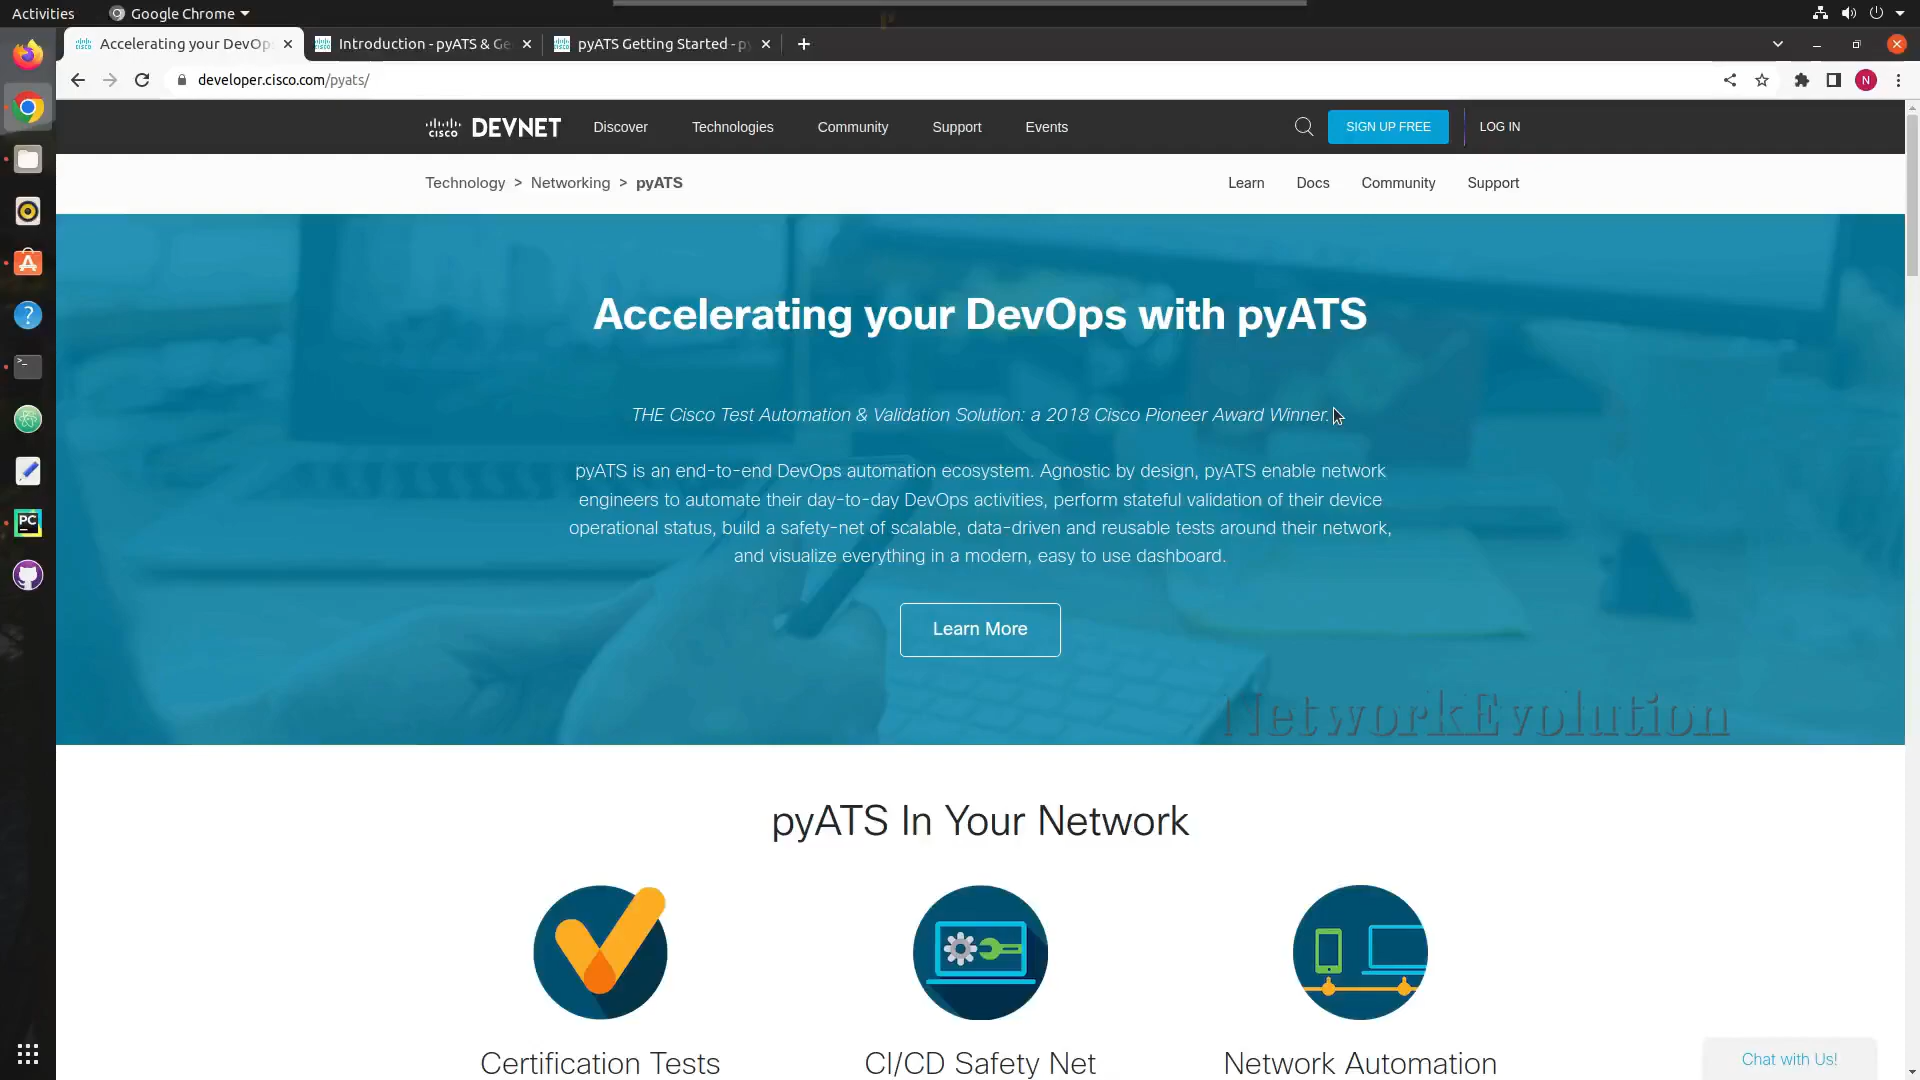 Activities
Google Chrome
Accelerating your DevOp
Introduction - pyATS & Ge
pyATS Getting Started - py
developer.cisco.com/pyats/
N
cisco DEVNET
Discover
Technologies
Community
Support
Events
SIGN UP FREE
LOG IN
Technology > Networking > pyATS
Learn
Docs
Community
Support
Accelerating your DevOps with pyATS
THE Cisco Test Automation & Validation Solution: a 2018 Cisco Pioneer Award Winner.
pyATS is an end-to-end DevOps automation ecosystem. Agnostic by design, pyATS enable network
engineers to automate their day-to-day DevOps activities, perform stateful validation of their device
operational status, build a safety-net of scalable, data-driven and reusable tests around their network,
and visualize everything in a modern, easy to use dashboard.
Learn More
NetworkEvolution
pyATS In Your Network
Certification Tests
CI/CD Safety Net
Network Automation
Chat with Us!
PC